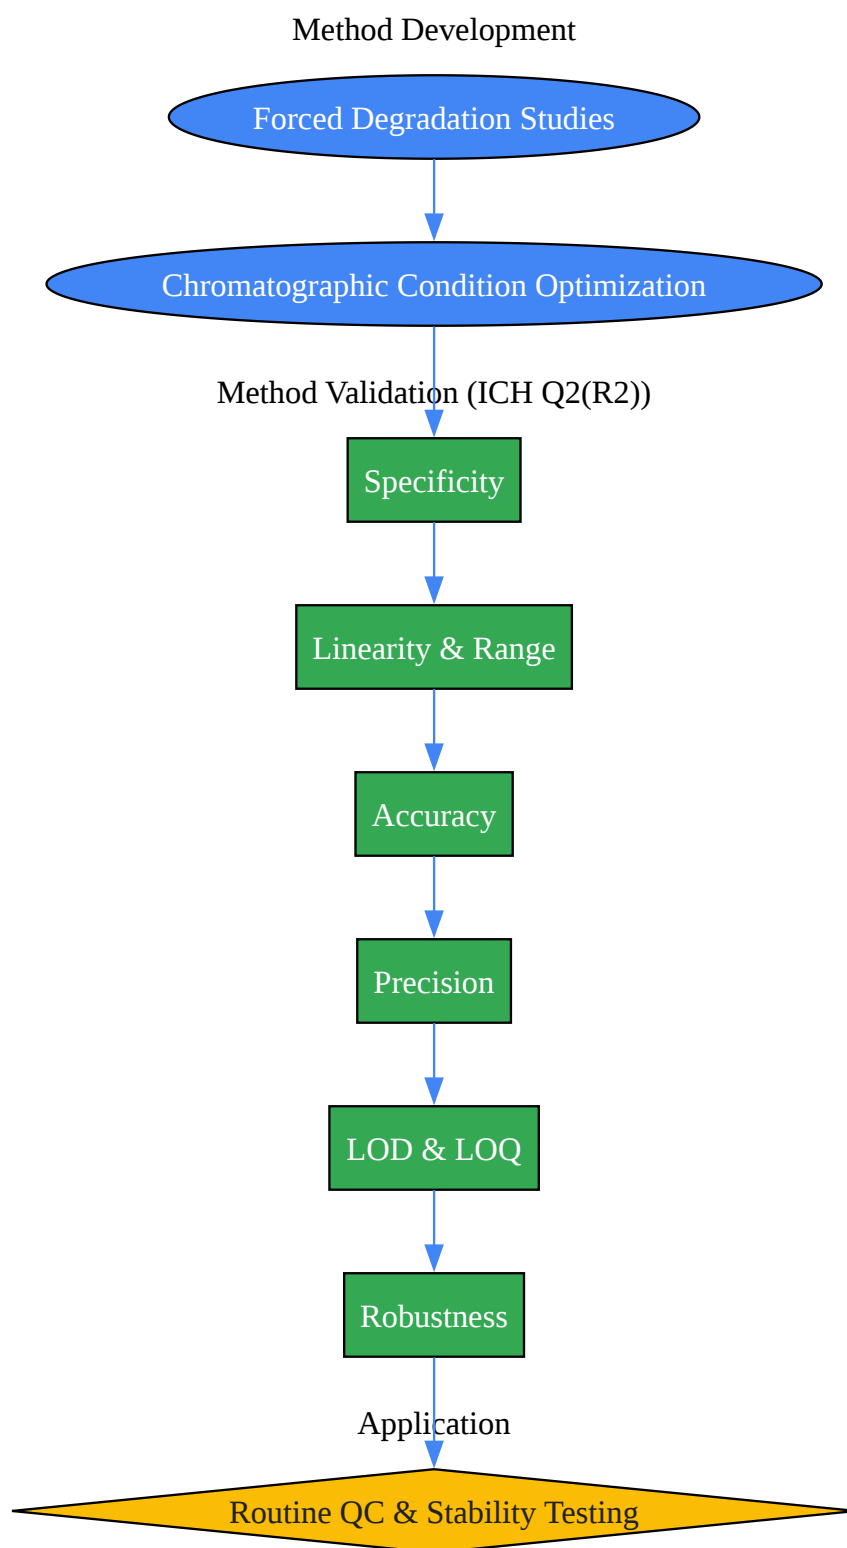 Method Development
Forced Degradation Studies
Chromatographic Condition Optimization
Method Validation (ICH Q2(R2))
Specificity
Linearity & Range
Accuracy
Precision
LOD & LOQ
Robustness
Application
Routine QC & Stability Testing